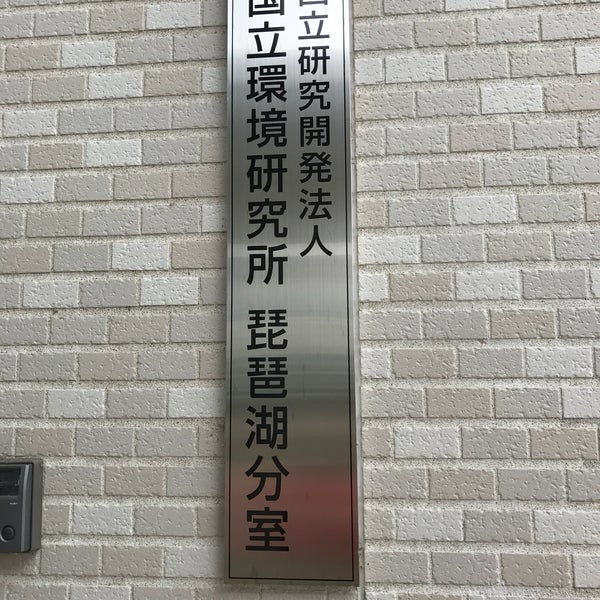 国立研究開発法人
国立環境研究所 琵琶湖分室